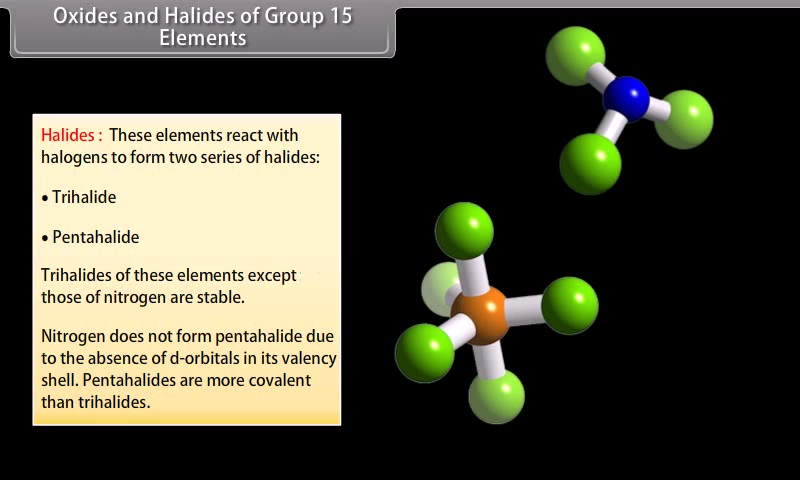 Oxides and Halides of Group 15
Elements
Halides : These elements react with
halogens to form two series of halides:
• Trihalide
• Pentahalide
Trihalides of these elements except
those of nitrogen are stable.
Nitrogen does not form pentahalide due
to the absence of d-orbitals in its valency
shell. Pentahalides are more covalent
than trihalides.